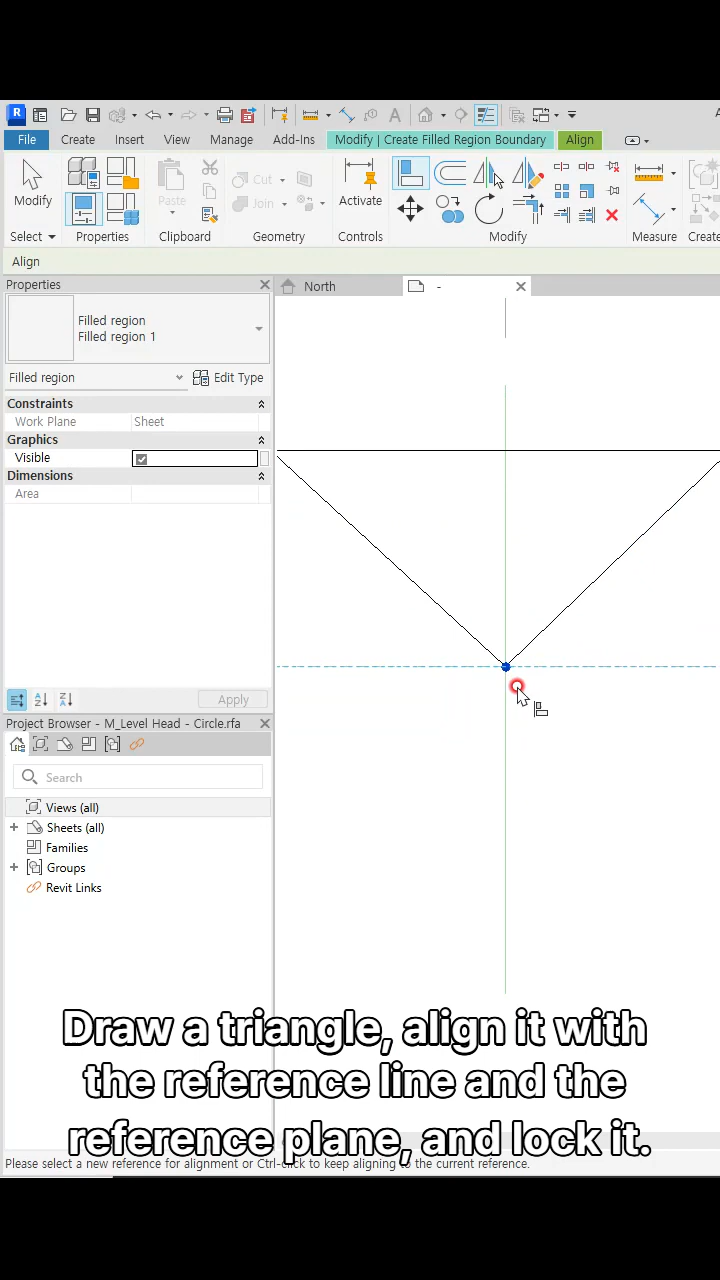 R
A
File
Create
Insert
View
Manage
Add-Ins
Modify | Create Filled Region Boundary
Align
Modify
Cut
Join
Paste
Activate
Select
Properties
Clipboard
Geometry
Controls
Modify
Measure
Create
Align
Properties
North
-
Filled region
Filled region 1
Filled region
Edit Type
Constraints
Work Plane
Sheet
Graphics
Visible
Dimensions
Area
Apply
Project Browser - M_Level Head - Circle.rfa
Search
Views (all)
Sheets (all)
Families
Groups
Revit Links
Draw a triangle, align it with
the reference line and the
reference plane, and lock it.
Please select a new reference for alignment or Ctrl-click to keep aligning to the current reference.